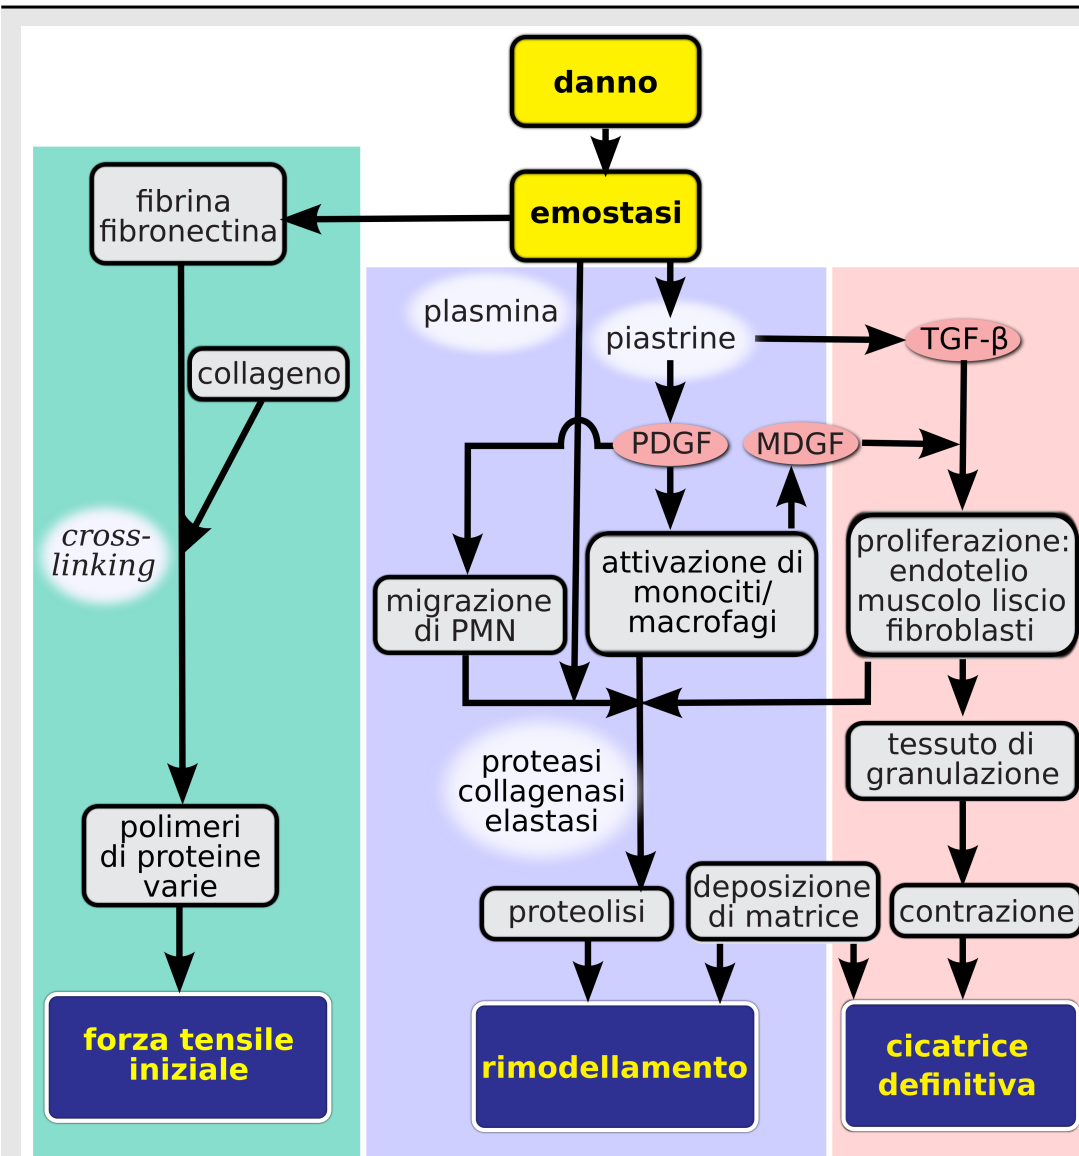 danno
emostasi
fibrina
fibronectina
plasmina
piastrine
TGF-β
collageno
PDGF
MDGF
cross-
linking
migrazione
di PMN
attivazione di
monociti/
macrofagi
proliferazione:
endotelio
muscolo liscio
fibroblasti
proteasi
collagenasi
elastasi
tessuto di
granulazione
polimeri
di proteine
varie
proteolisi
deposizione
di matrice
contrazione
forza tensile
iniziale
rimodellamento
cicatrice
definitiva